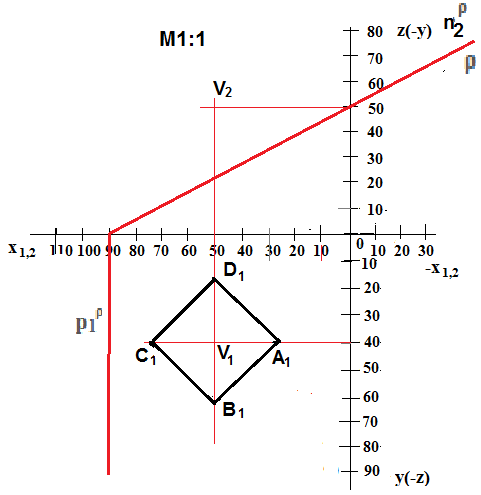 M1:1
80 z(-y) n₂ᵖ
70 ρ
60
V₂
50
40
30
20
10
110 100 90 80 70 60 50 40 30 20 10 0 10 20 30
x₁,₂ -x₁,₂
10
D₁
20
p₁ᵖ 30
C₁ V₁ A₁ 40
50
60
B₁
70
80
90 y(-z)